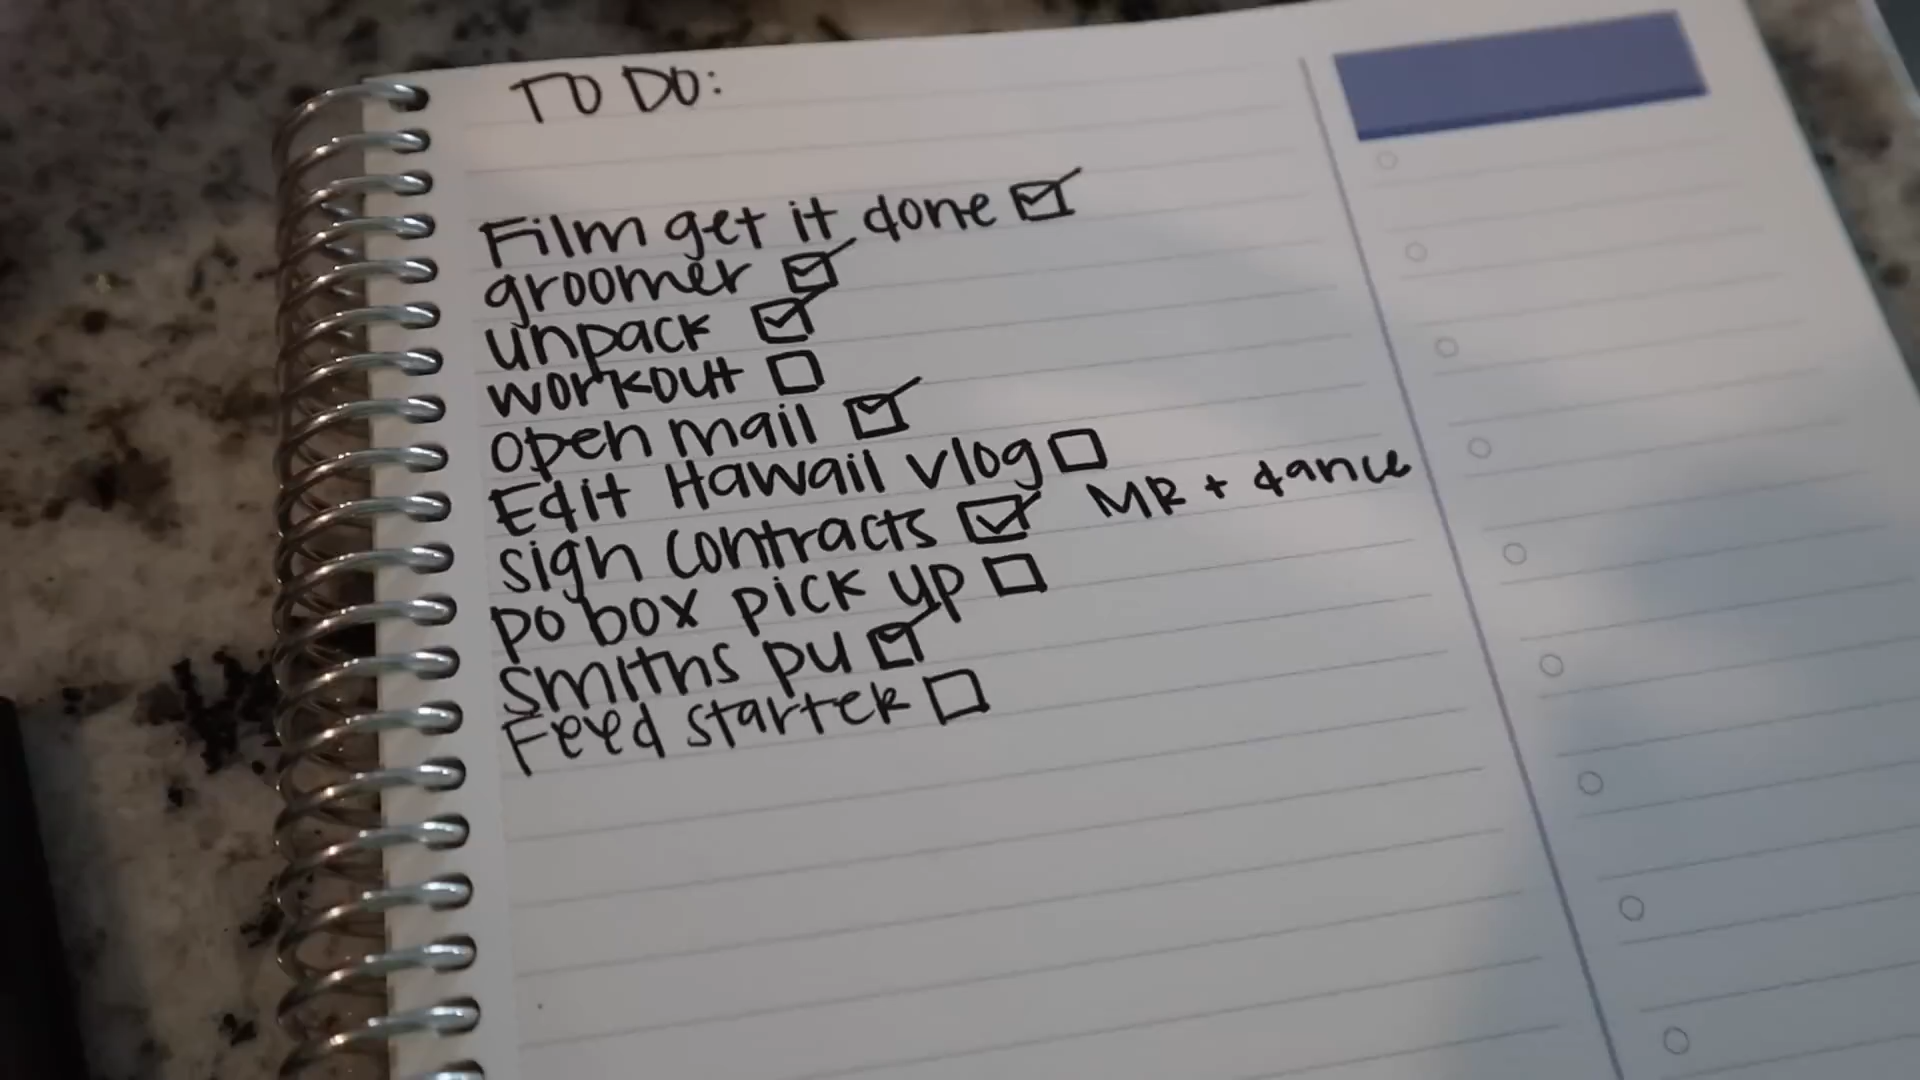 TO DO:
Film get it done ☑
groomer ☑
unpack ☑
workout ☐
open mail ☑
Edit Hawaii vlog ☐
sign contracts ☑ MR + dance
po box pick up ☐
smiths pu ☑
Feed starter ☐